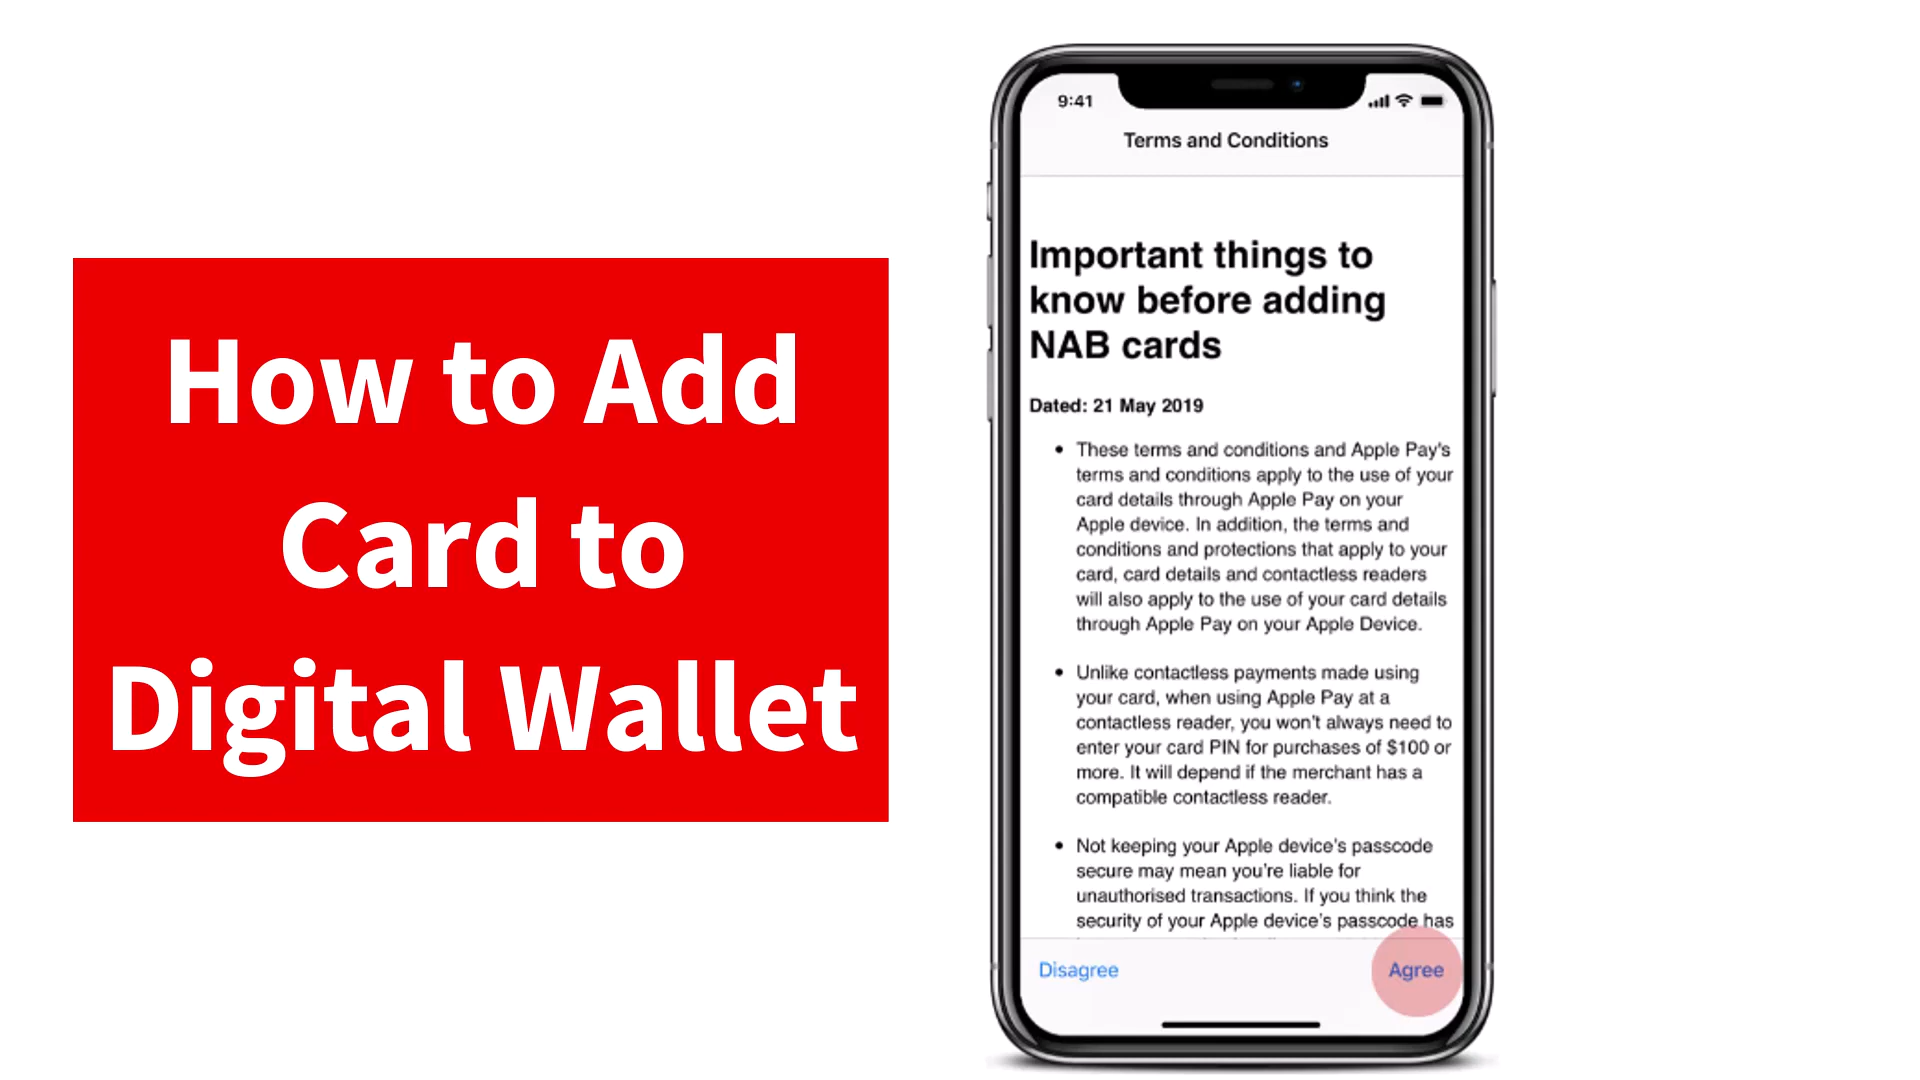 How to Add
Card to
Digital Wallet
9:41
Terms and Conditions
Important things to
know before adding
NAB cards
Dated: 21 May 2019
• These terms and conditions and Apple Pay's
terms and conditions apply to the use of your
card details through Apple Pay on your
Apple device. In addition, the terms and
conditions and protections that apply to your
card, card details and contactless readers
will also apply to the use of your card details
through Apple Pay on your Apple Device.
• Unlike contactless payments made using
your card, when using Apple Pay at a
contactless reader, you won't always need to
enter your card PIN for purchases of $100 or
more. It will depend if the merchant has a
compatible contactless reader.
• Not keeping your Apple device's passcode
secure may mean you're liable for
unauthorised transactions. If you think the
security of your Apple device's passcode has
Disagree
Agree